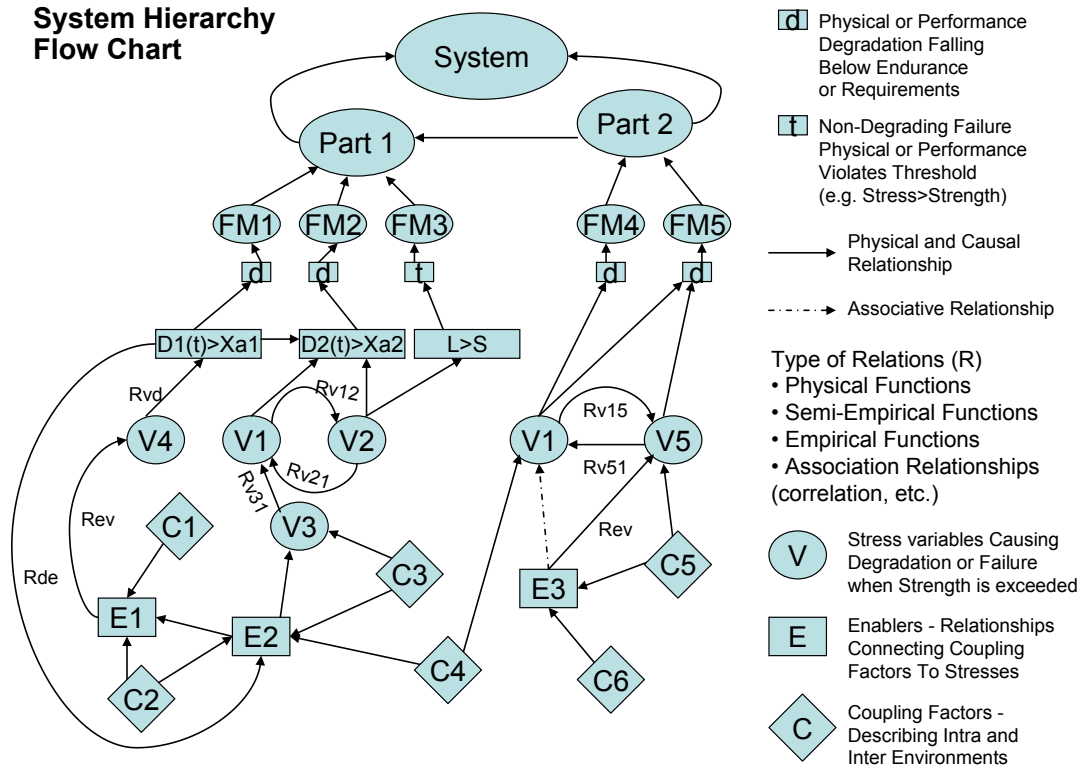 System Hierarchy
Flow Chart
System
Part 1
Part 2
FM1
FM2
FM3
FM4
FM5
d
d
t
d
d
D1(t)>Xa1
D2(t)>Xa2
L>S
Rvd
Rv12
V4
V1
V2
V1
Rv15
V5
Rv21
Rv51
Rv31
Rev
C1
V3
Rev
Rde
C3
C5
E3
E1
E2
C2
C4
C6
d
Physical or Performance
Degradation Falling
Below Endurance
or Requirements
t
Non-Degrading Failure
Physical or Performance
Violates Threshold
(e.g. Stress>Strength)
Physical and Causal
Relationship
Associative Relationship
Type of Relations (R)
• Physical Functions
• Semi-Empirical Functions
• Empirical Functions
• Association Relationships
(correlation, etc.)
V
Stress variables Causing
Degradation or Failure
when Strength is exceeded
E
Enablers - Relationships
Connecting Coupling
Factors To Stresses
C
Coupling Factors -
Describing Intra and
Inter Environments